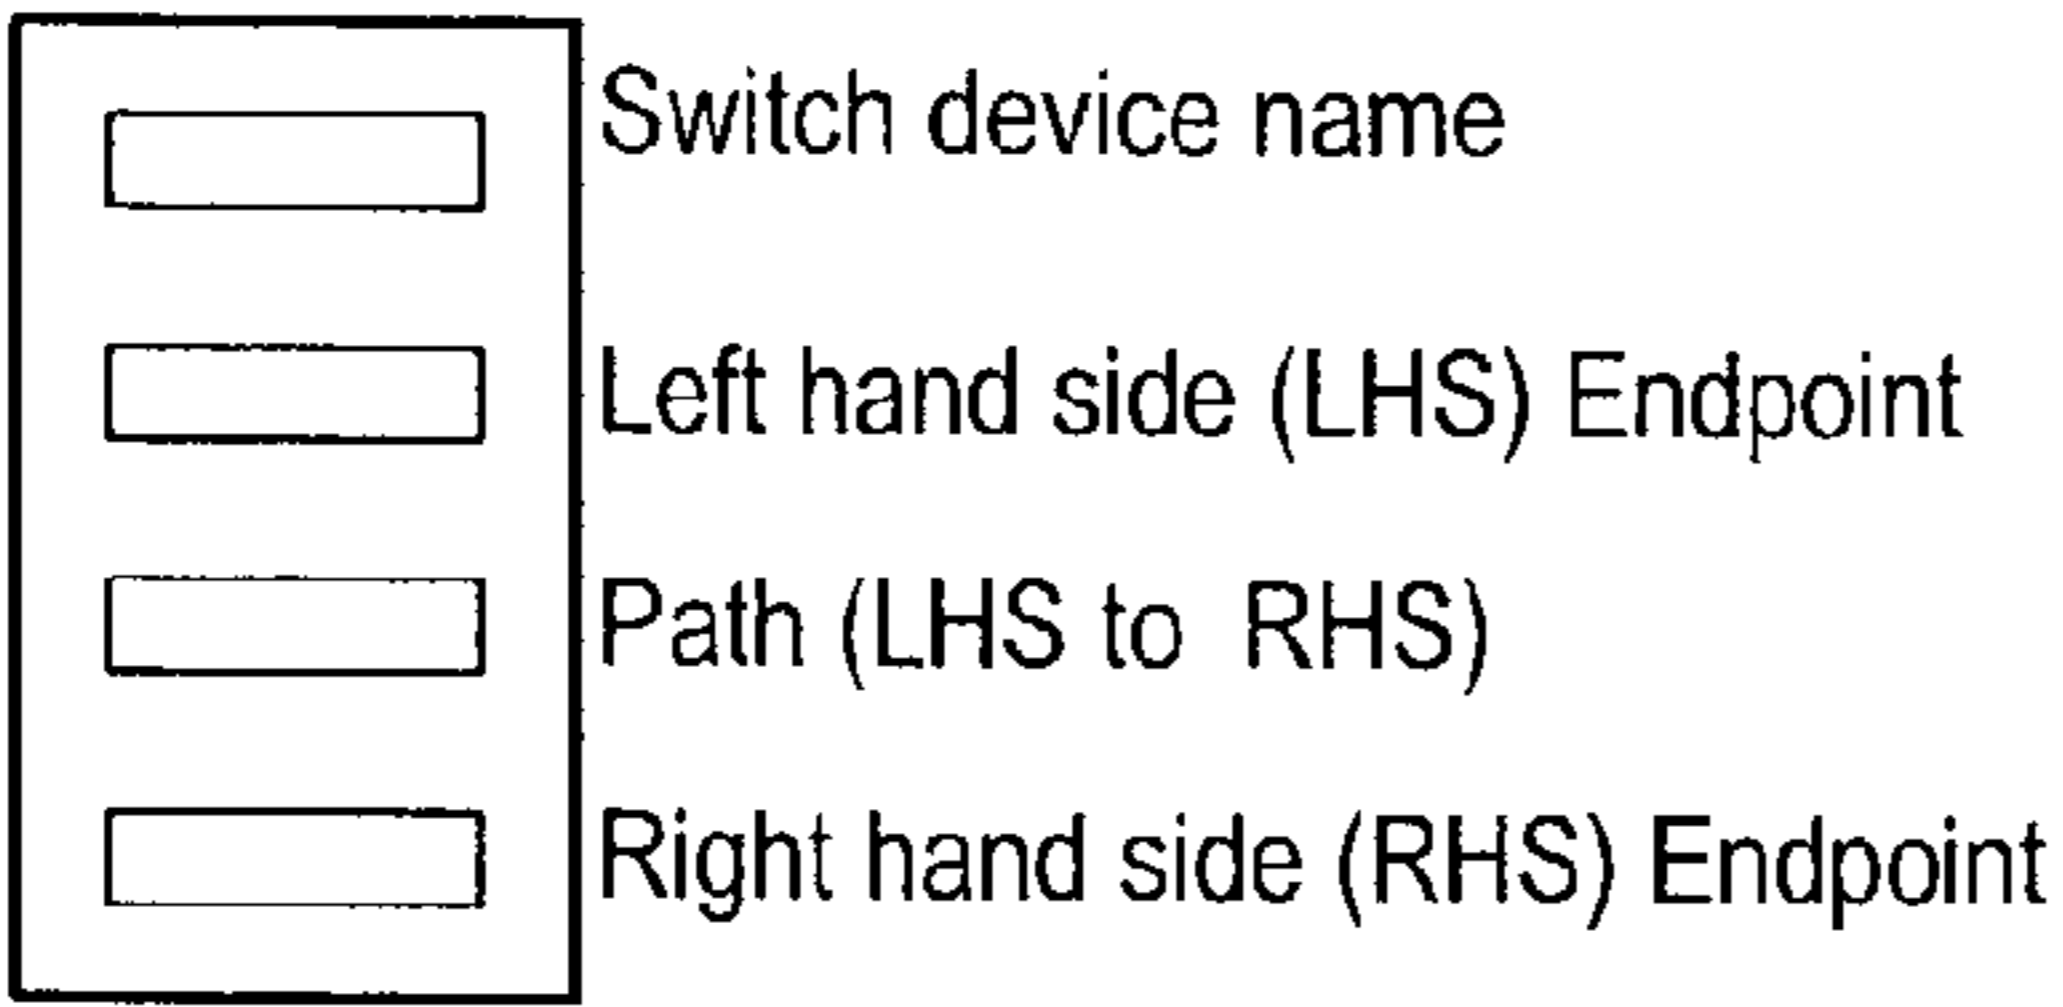 Switch device name
Left hand side (LHS) Endpoint
Path (LHS to RHS)
Right hand side (RHS) Endpoint